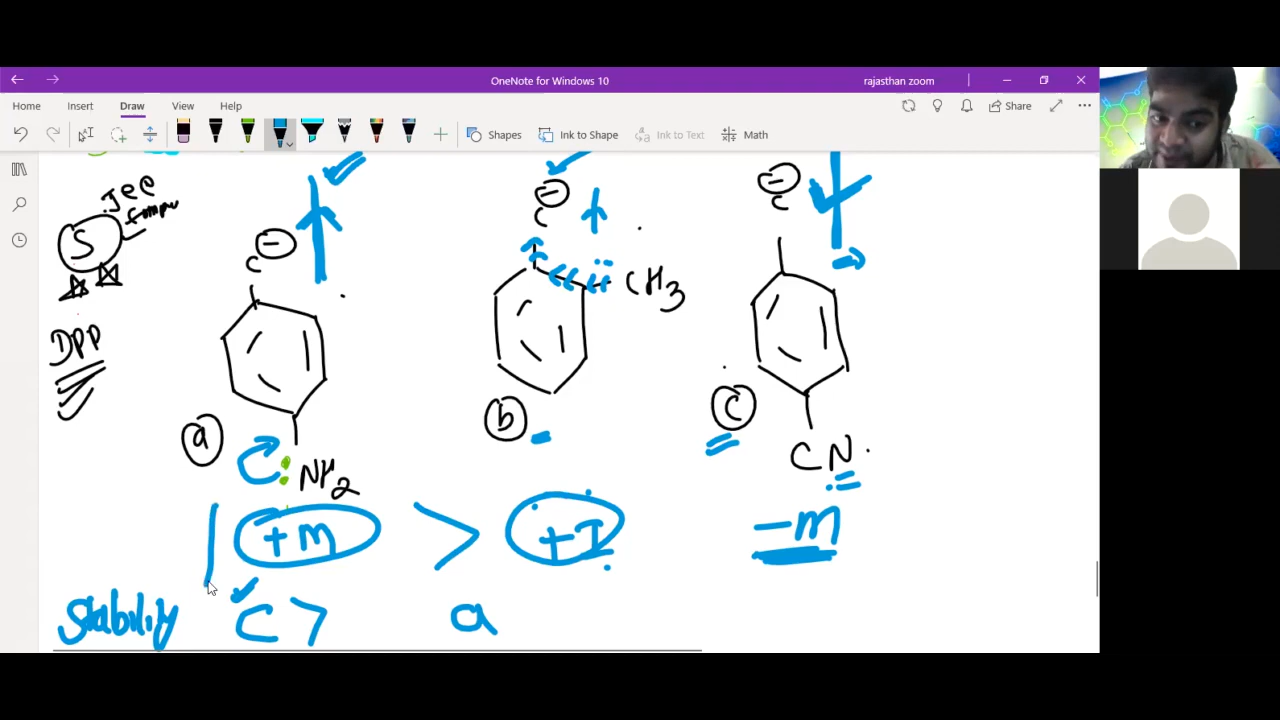 OneNote for Windows 10
rajasthan zoom
Home Insert Draw View Help
Share
Shapes
Ink to Shape
Ink to Text
Math
Jee
S
DPP
C
C
C
CH3
a
b
c
NH2
CN
+m > +I -m
Stability C > a